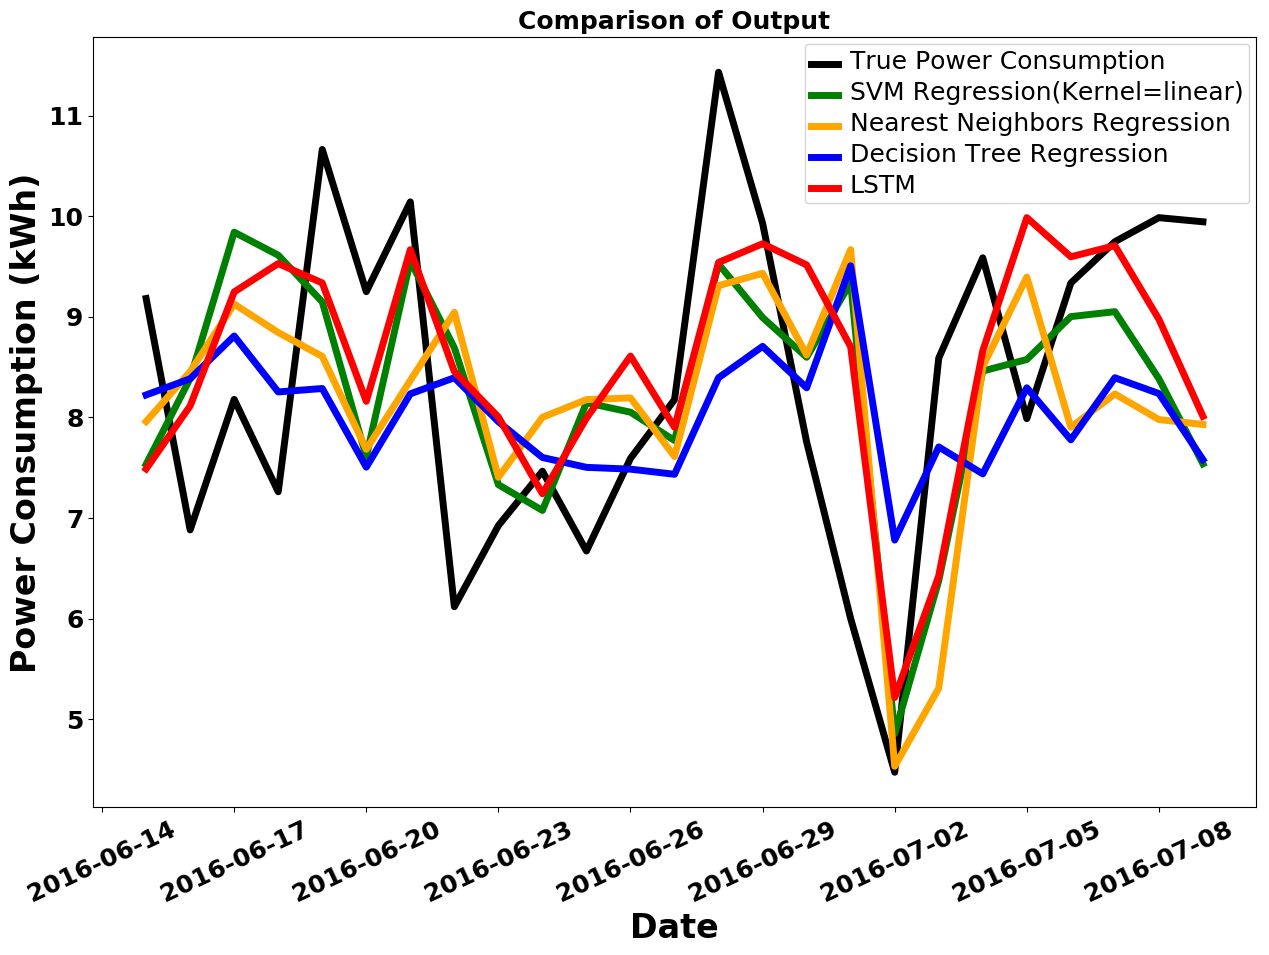 Comparison of Output
True Power Consumption
SVM Regression(Kernel=linear)
Nearest Neighbors Regression
Decision Tree Regression
LSTM
Power Consumption (kWh)
11
10
9
8
7
6
5
2016-06-14
2016-06-17
2016-06-20
2016-06-23
2016-06-26
2016-06-29
2016-07-02
2016-07-05
2016-07-08
Date